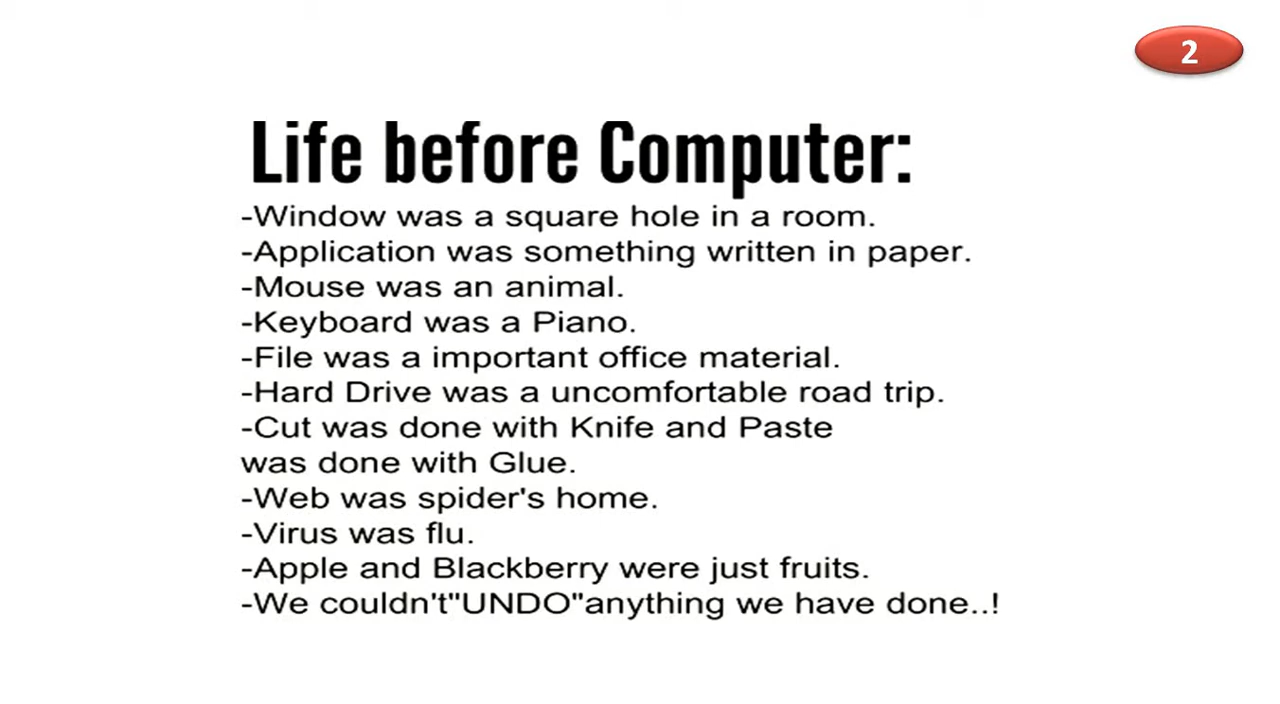 2
Life before Computer:
-Window was a square hole in a room.
-Application was something written in paper.
-Mouse was an animal.
-Keyboard was a Piano.
-File was a important office material.
-Hard Drive was a uncomfortable road trip.
-Cut was done with Knife and Paste
was done with Glue.
-Web was spider's home.
-Virus was flu.
-Apple and Blackberry were just fruits.
-We couldn't"UNDO"anything we have done..!